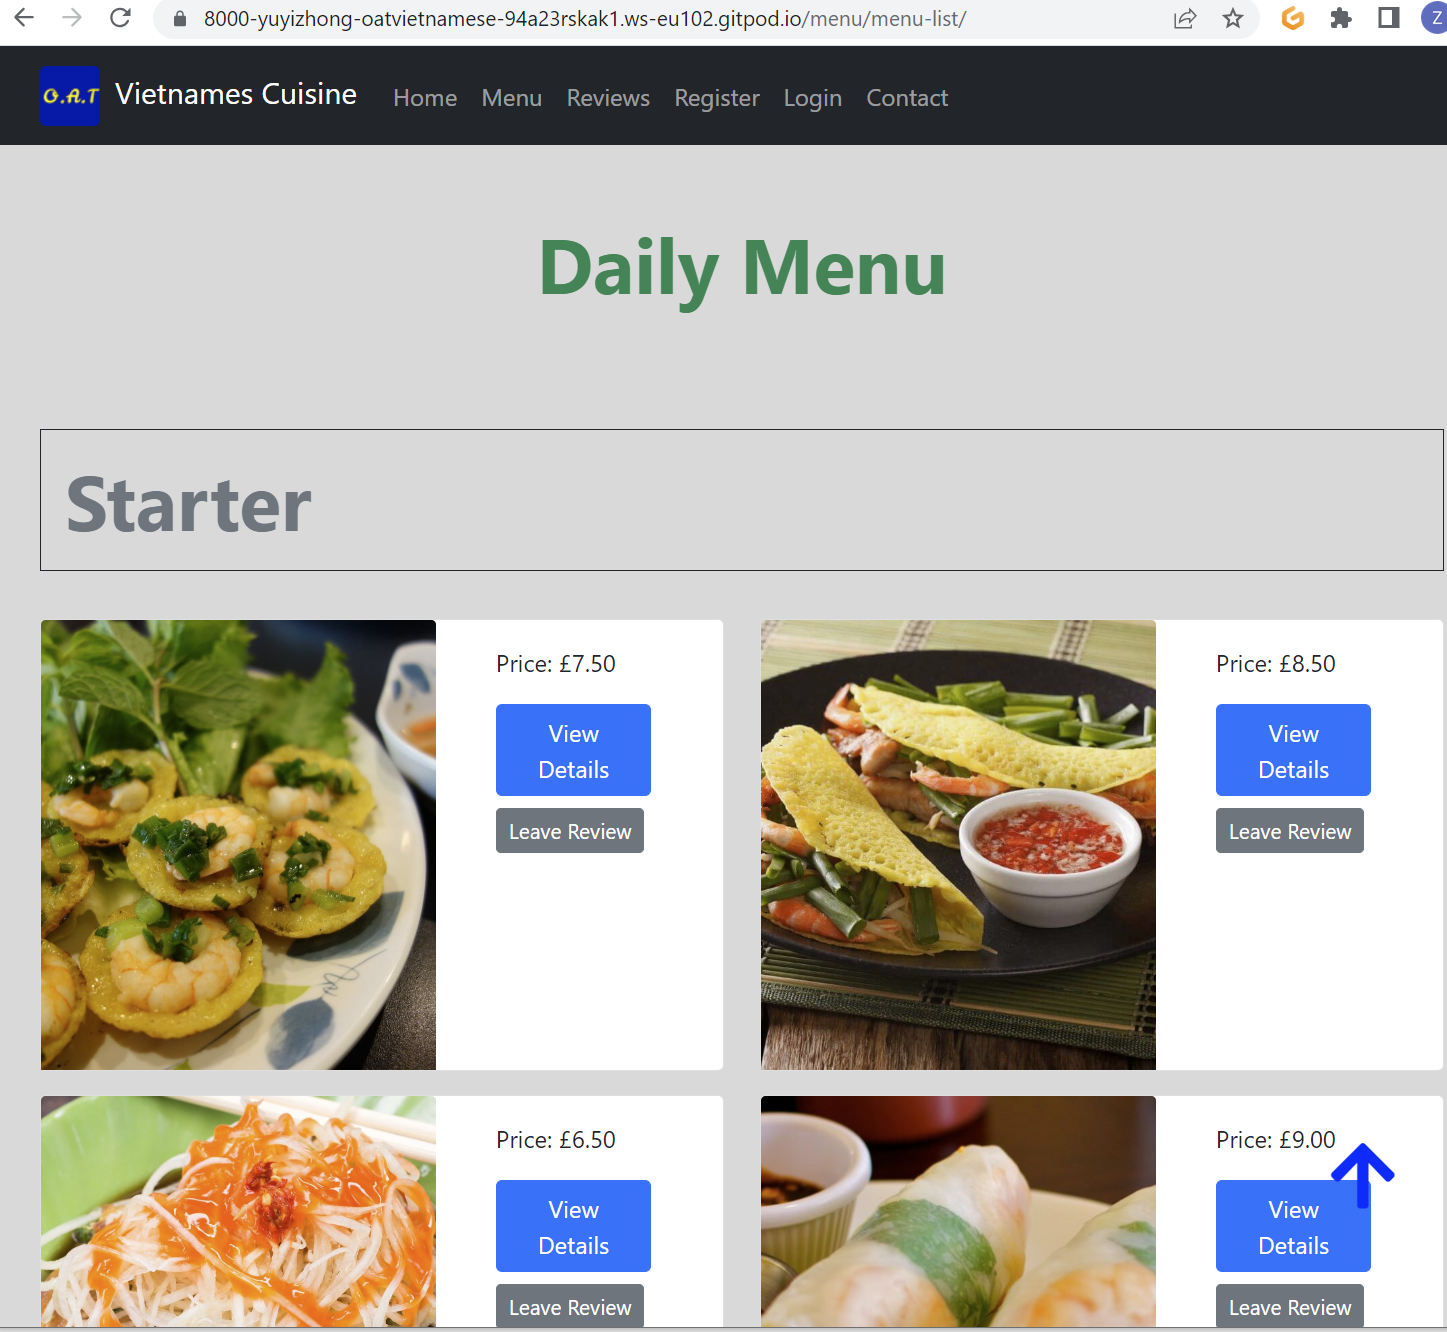 8000-yuyizhong-oatvietnamese-94a23rskak1.ws-eu102.gitpod.io/menu/menu-list/
Z
O.A.T Vietnames Cuisine Home Menu Reviews Register Login Contact
Daily Menu
Starter
Price: £7.50
View
Details
Leave Review
Price: £8.50
View
Details
Leave Review
Price: £6.50
View
Details
Leave Review
Price: £9.00
View
Details
Leave Review